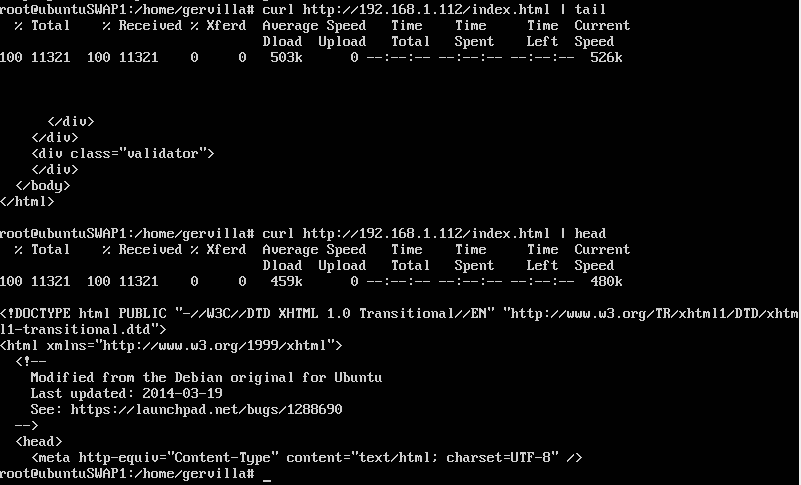 root@ubuntuSWAP1:/home/gervilla# curl http://192.168.1.112/index.html | tail
  % Total    % Received % Xferd  Average Speed   Time    Time     Time  Current
                                 Dload  Upload   Total   Spent    Left  Speed
100 11321  100 11321    0     0   503k      0 --:--:-- --:--:-- --:--:--  526k
      </div>
    </div>
    <div class="validator">
    </div>
  </body>
</html>
root@ubuntuSWAP1:/home/gervilla# curl http://192.168.1.112/index.html | head
  % Total    % Received % Xferd  Average Speed   Time    Time     Time  Current
                                 Dload  Upload   Total   Spent    Left  Speed
100 11321  100 11321    0     0   459k      0 --:--:-- --:--:-- --:--:--  480k
<!DOCTYPE html PUBLIC "-//W3C//DTD XHTML 1.0 Transitional//EN" "http://www.w3.org/TR/xhtml1/DTD/xhtm
l1-transitional.dtd">
<html xmlns="http://www.w3.org/1999/xhtml">
  <!--
    Modified from the Debian original for Ubuntu
    Last updated: 2014-03-19
    See: https://launchpad.net/bugs/1288690
  -->
  <head>
    <meta http-equiv="Content-Type" content="text/html; charset=UTF-8" />
root@ubuntuSWAP1:/home/gervilla# _